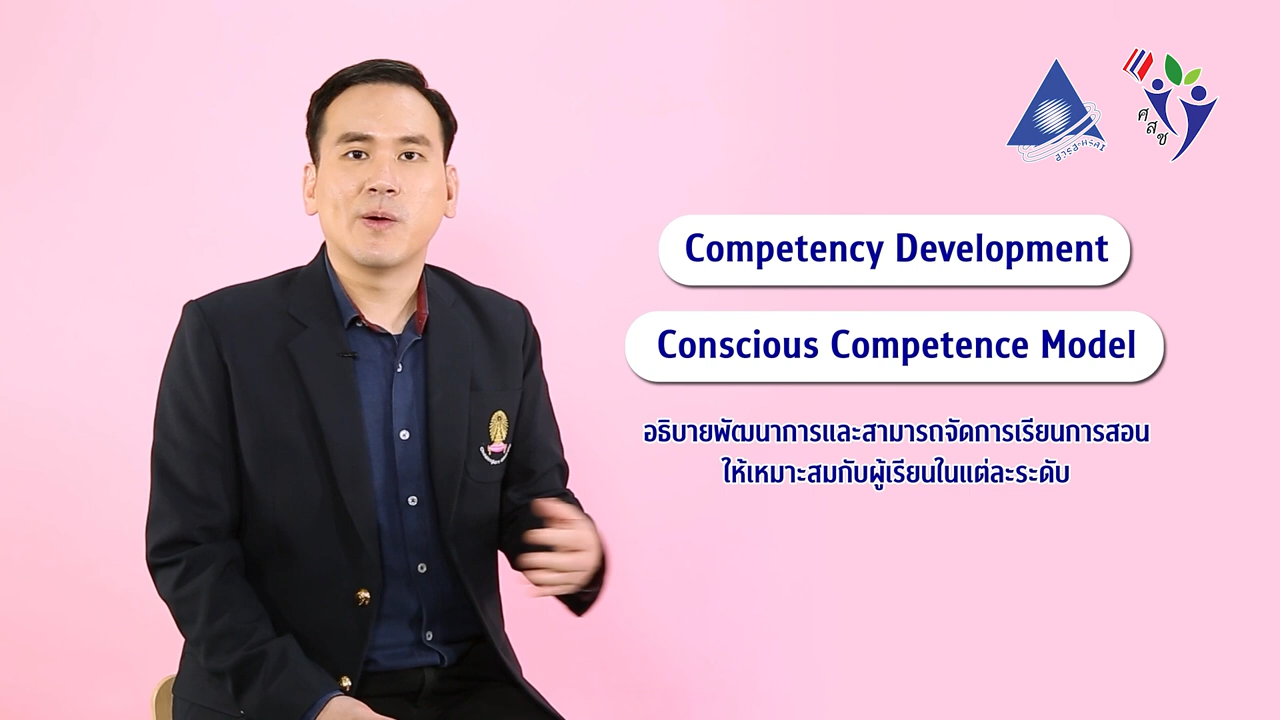 ศสช
Competency Development
Conscious Competence Model
อธิบายพัฒนาการและสามารถจัดการเรียนการสอน
ให้เหมาะสมกับผู้เรียนในแต่ละระดับ